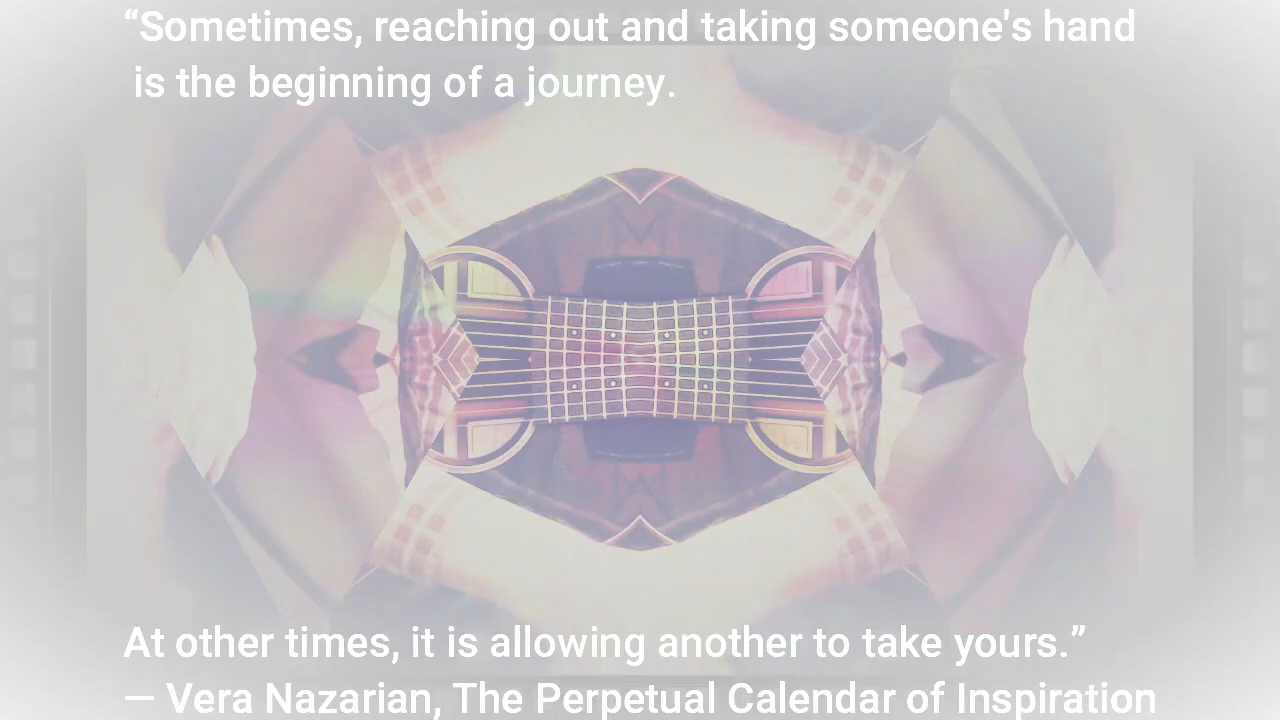 “Sometimes, reaching out and taking someone's hand
is the beginning of a journey.
At other times, it is allowing another to take yours.”
— Vera Nazarian, The Perpetual Calendar of Inspiration